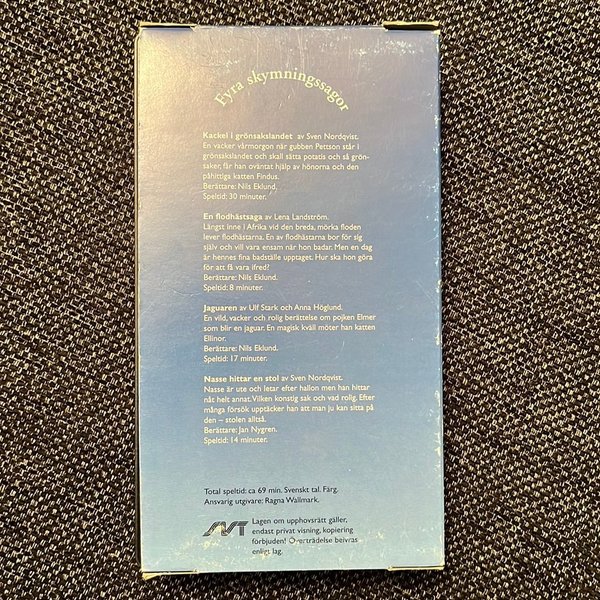 Fyra skymningssagor
Kackel i grönsakslandet av Sven Nordqvist.
En vacker vårmorgon när gubben Pettson står i
grönsakslandet och skall sätta potatis och så grön-
saker, får han oväntat hjälp av hönorna och den
påhittiga katten Findus.
Berättare: Nils Eklund.
Speltid: 30 minuter.
En flodhästsaga av Lena Landström.
Längst inne i Afrika vid den breda, mörka floden
lever flodhästarna. En av flodhästarna bor för sig
själv och vill vara ensam när hon badar. Men en dag
är hennes fina badställe upptaget. Hur ska hon göra
för att få vara ifred?
Berättare: Nils Eklund.
Speltid: 8 minuter.
Jaguaren av Ulf Stark och Anna Höglund.
En vild, vacker och rolig berättelse om pojken Elmer
som blir en jaguar. En magisk kväll möter han katten
Ellinor.
Berättare: Nils Eklund.
Speltid: 17 minuter.
Nasse hittar en stol av Sven Nordqvist.
Nasse är ute och letar efter hallon men han hittar
nåt helt annat. Vilken konstig sak och vad rolig. Efter
många försök upptäcker han att man ju kan sitta på
den – stolen alltså.
Berättare: Jan Nygren.
Speltid: 14 minuter.
Total speltid: ca 69 min. Svenskt tal. Färg.
Ansvarig utgivare: Ragna Wallmark.
SVT
Lagen om upphovsrätt gäller,
endast privat visning, kopiering
förbjuden! Överträdelse beivras
enligt lag.